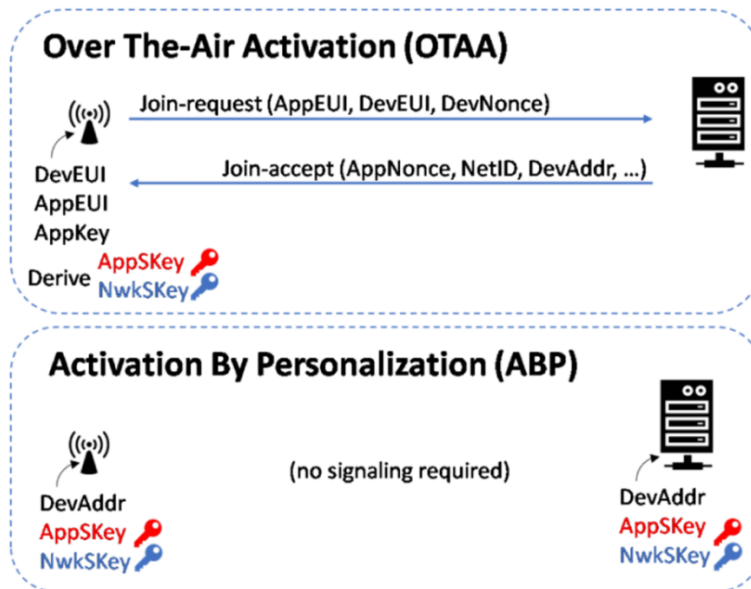 Over The-Air Activation (OTAA)
Join-request (AppEUI, DevEUI, DevNonce)
Join-accept (AppNonce, NetID, DevAddr, ...)
DevEUI
AppEUI
AppKey
Derive
AppSKey
NwkSKey
Activation By Personalization (ABP)
(no signaling required)
DevAddr
AppSKey
NwkSKey
DevAddr
AppSKey
NwkSKey